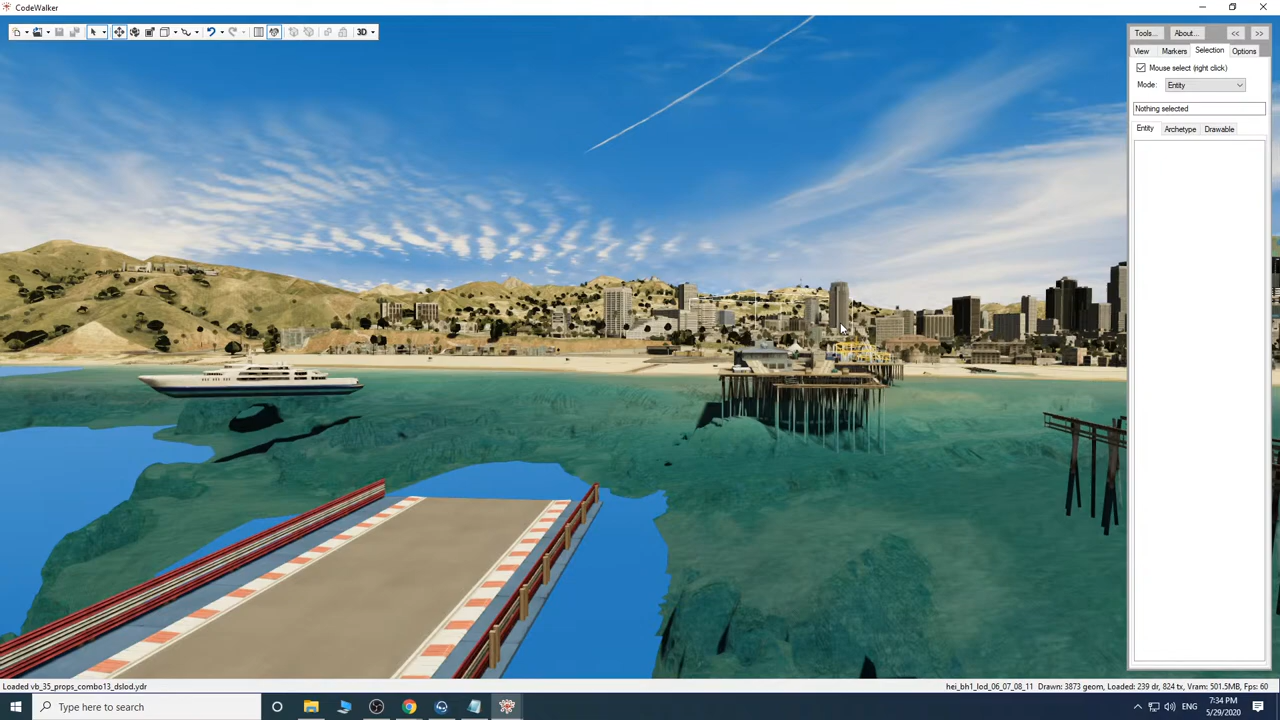 CodeWalker
3D
Tools... About... << >>
View Markers Selection Options
Mouse select (right click)
Mode: Entity
Nothing selected
Entity Archetype Drawable
Loaded vb_35_props_combo13_dslod.ydr
hei_bh1_lod_06_07_08_11 Drawn: 3873 geom, Loaded: 239 dr, 824 tx, Vram: 501.5MB, Fps: 60
Type here to search
ENG
7:34 PM
5/29/2020